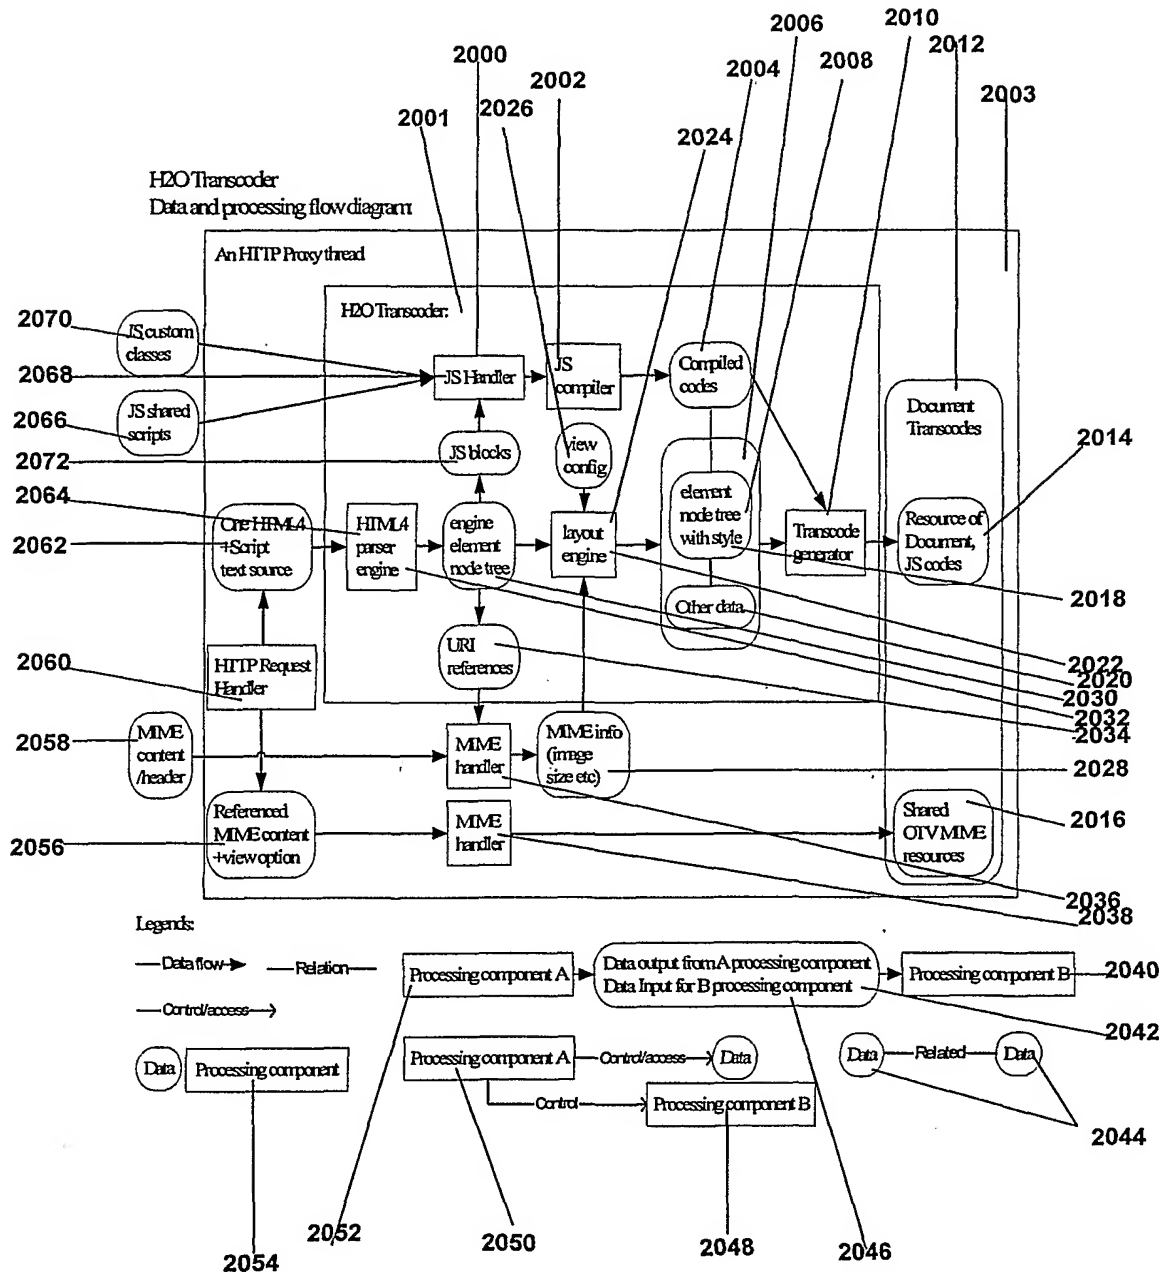 2000
2002
2026
2001
2004
2006
2008
2010
2012
2003
2024
H2O Transcoder
Data and processing flow diagram
An HTTP Proxy thread
H2O Transcoder:
2070
JS custom
classes
2068
JS Handler
JS
compiler
Compiled
codes
2066
JS shared
scripts
Document
Transcodes
2014
2072
JS blocks
view
config
2064
2062
One HTML4
+Script
text source
HTML4
parser
engine
engine
element
node tree
layout
engine
element
node tree
with style
Transcode
generator
Resource of
Document,
JS codes
2018
Other data
2060
HTTP Request
Handler
URI
references
2022
2020
2030
2032
2034
2058
MIME
content
/header
MIME
handler
MIME info
(image
size etc)
2028
2056
Referenced
MIME content
+view option
MIME
handler
Shared
OTV MIME
resources
2016
2036
2038
Legends:
Data flow
Relation
Control/access
Processing component A
Data output from A processing component
Data Input for B processing component
Processing component B
2040
2042
Data
Processing component
Processing component A
Control/access
Data
Control
Processing component B
Data
Related
Data
2044
2054
2052
2050
2048
2046